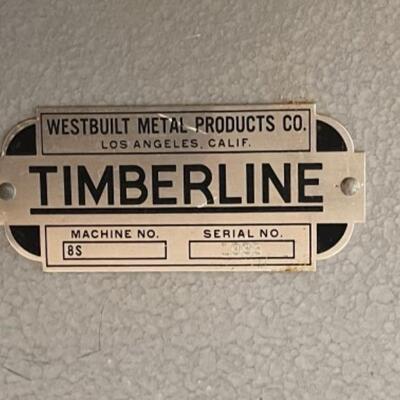 WESTBUILT METAL PRODUCTS CO.
LOS ANGELES, CALIF.
TIMBERLINE
MACHINE NO. SERIAL NO.
8S